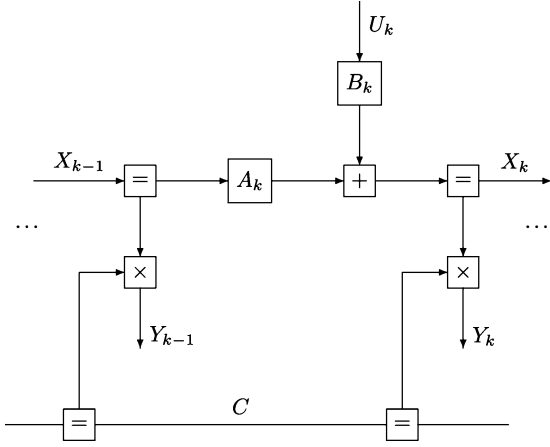 U_k
B_k
X_{k-1} = A_k + = X_k
... ...
× ×
Y_{k-1} Y_k
C
= =